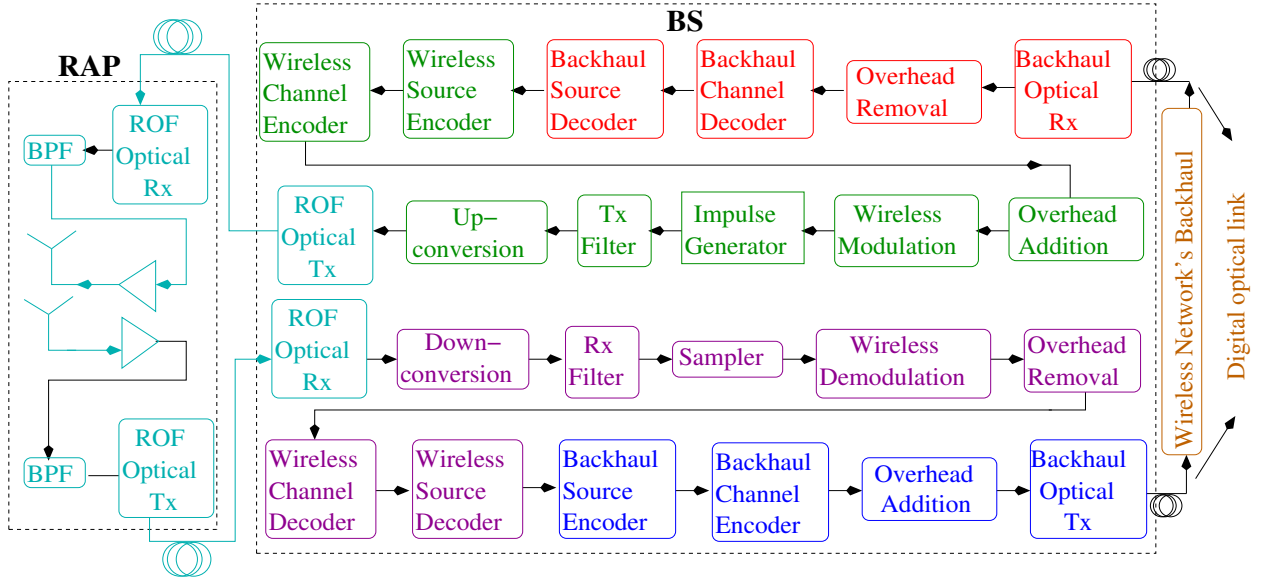 BS
RAP
Wireless
Channel
Encoder
Wireless
Source
Encoder
Backhaul
Source
Decoder
Backhaul
Channel
Decoder
Overhead
Removal
Backhaul
Optical
Rx
ROF
Optical
Rx
BPF
ROF
Optical
Tx
Up−
conversion
Tx
Filter
Impulse
Generator
Wireless
Modulation
Overhead
Addition
Wireless Network's Backhaul
Digital optical link
ROF
Optical
Rx
Down−
conversion
Rx
Filter
Sampler
Wireless
Demodulation
Overhead
Removal
BPF
ROF
Optical
Tx
Wireless
Channel
Decoder
Wireless
Source
Decoder
Backhaul
Source
Encoder
Backhaul
Channel
Encoder
Overhead
Addition
Backhaul
Optical
Tx